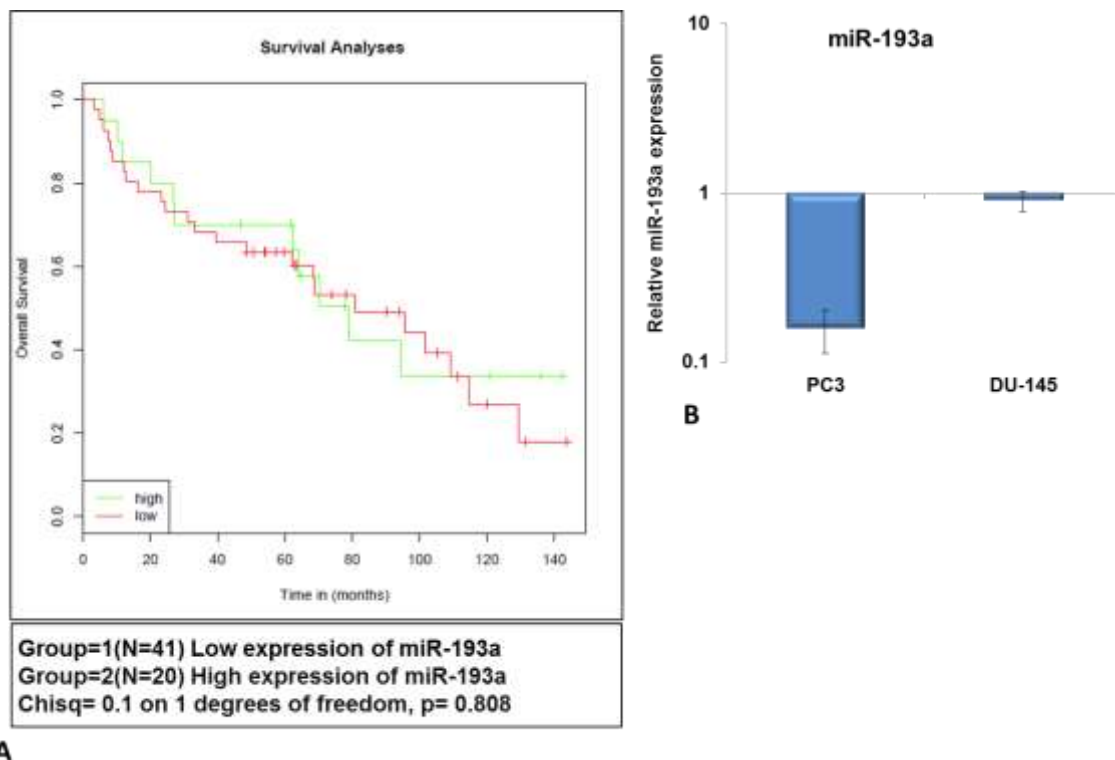 Survival Analyses
Overall Survival
1.0
0.8
0.6
0.4
0.2
0.0
high
low
0 20 40 60 80 100 120 140
Time in (months)
Group=1(N=41) Low expression of miR-193a
Group=2(N=20) High expression of miR-193a
Chisq= 0.1 on 1 degrees of freedom, p= 0.808
A
miR-193a
Relative miR-193a expression
10
1
0.1
PC3 DU-145
B